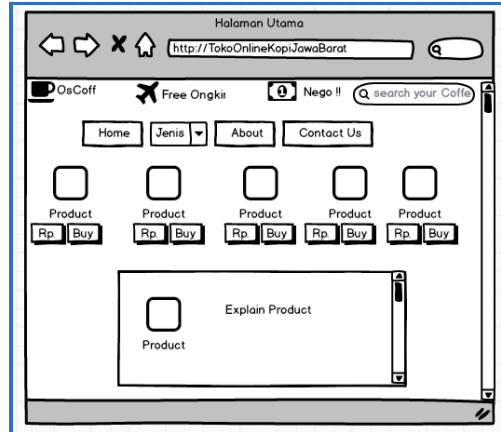 Halaman Utama
http://TokoOnlineKopiJawaBarat
OsCoff Free Ongkir Nego !! search your Coffe
Home Jenis About Contact Us
Product Product Product Product Product
Rp. Buy Rp. Buy Rp. Buy Rp. Buy Rp. Buy
Explain Product
Product